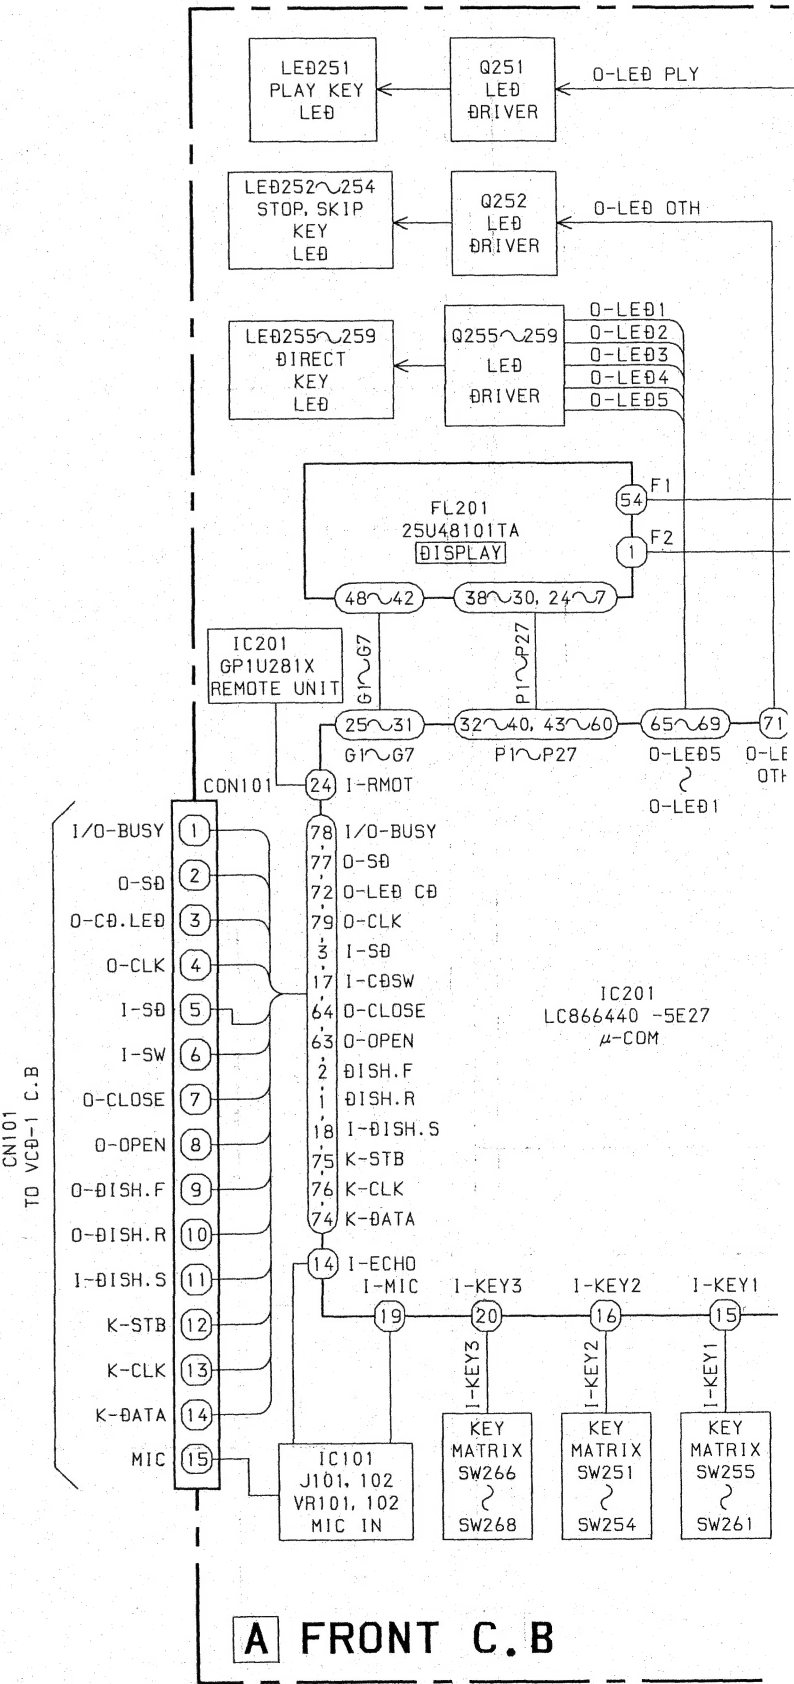 LED251
PLAY KEY
LED
Q251
LED
DRIVER
O-LED PLY
LED252~254
STOP, SKIP
KEY
LED
Q252
LED
DRIVER
O-LED OTH
LED255~259
DIRECT
KEY
LED
Q255~259
LED
DRIVER
O-LED1
O-LED2
O-LED3
O-LED4
O-LED5
FL201
25U48101TA
DISPLAY
54 F1
1 F2
48~42
38~30, 24~7
IC201
GP1U281X
REMOTE UNIT
G1~G7
P1~P27
25~31
32~40, 43~60
65~69
71
G1~G7
P1~P27
O-LED5
~
O-LED1
O-LE
OTH
CON101
24 I-RMOT
CN101
TO VCD-1 C.B
I/O-BUSY 1
O-SD 2
O-CD.LED 3
O-CLK 4
I-SD 5
I-SW 6
O-CLOSE 7
O-OPEN 8
O-DISH.F 9
O-DISH.R 10
I-DISH.S 11
K-STB 12
K-CLK 13
K-DATA 14
MIC 15
78 I/O-BUSY
77 O-SD
72 O-LED CD
79 O-CLK
3 I-SD
17 I-CDSW
64 O-CLOSE
63 O-OPEN
2 DISH.F
1 DISH.R
18 I-DISH.S
75 K-STB
76 K-CLK
74 K-DATA
14 I-ECHO
IC201
LC866440 -5E27
μ-COM
I-MIC
I-KEY3
I-KEY2
I-KEY1
19
20
16
15
I-KEY3
I-KEY2
I-KEY1
IC101
J101, 102
VR101, 102
MIC IN
KEY
MATRIX
SW266
~
SW268
KEY
MATRIX
SW251
~
SW254
KEY
MATRIX
SW255
~
SW261
A FRONT C.B